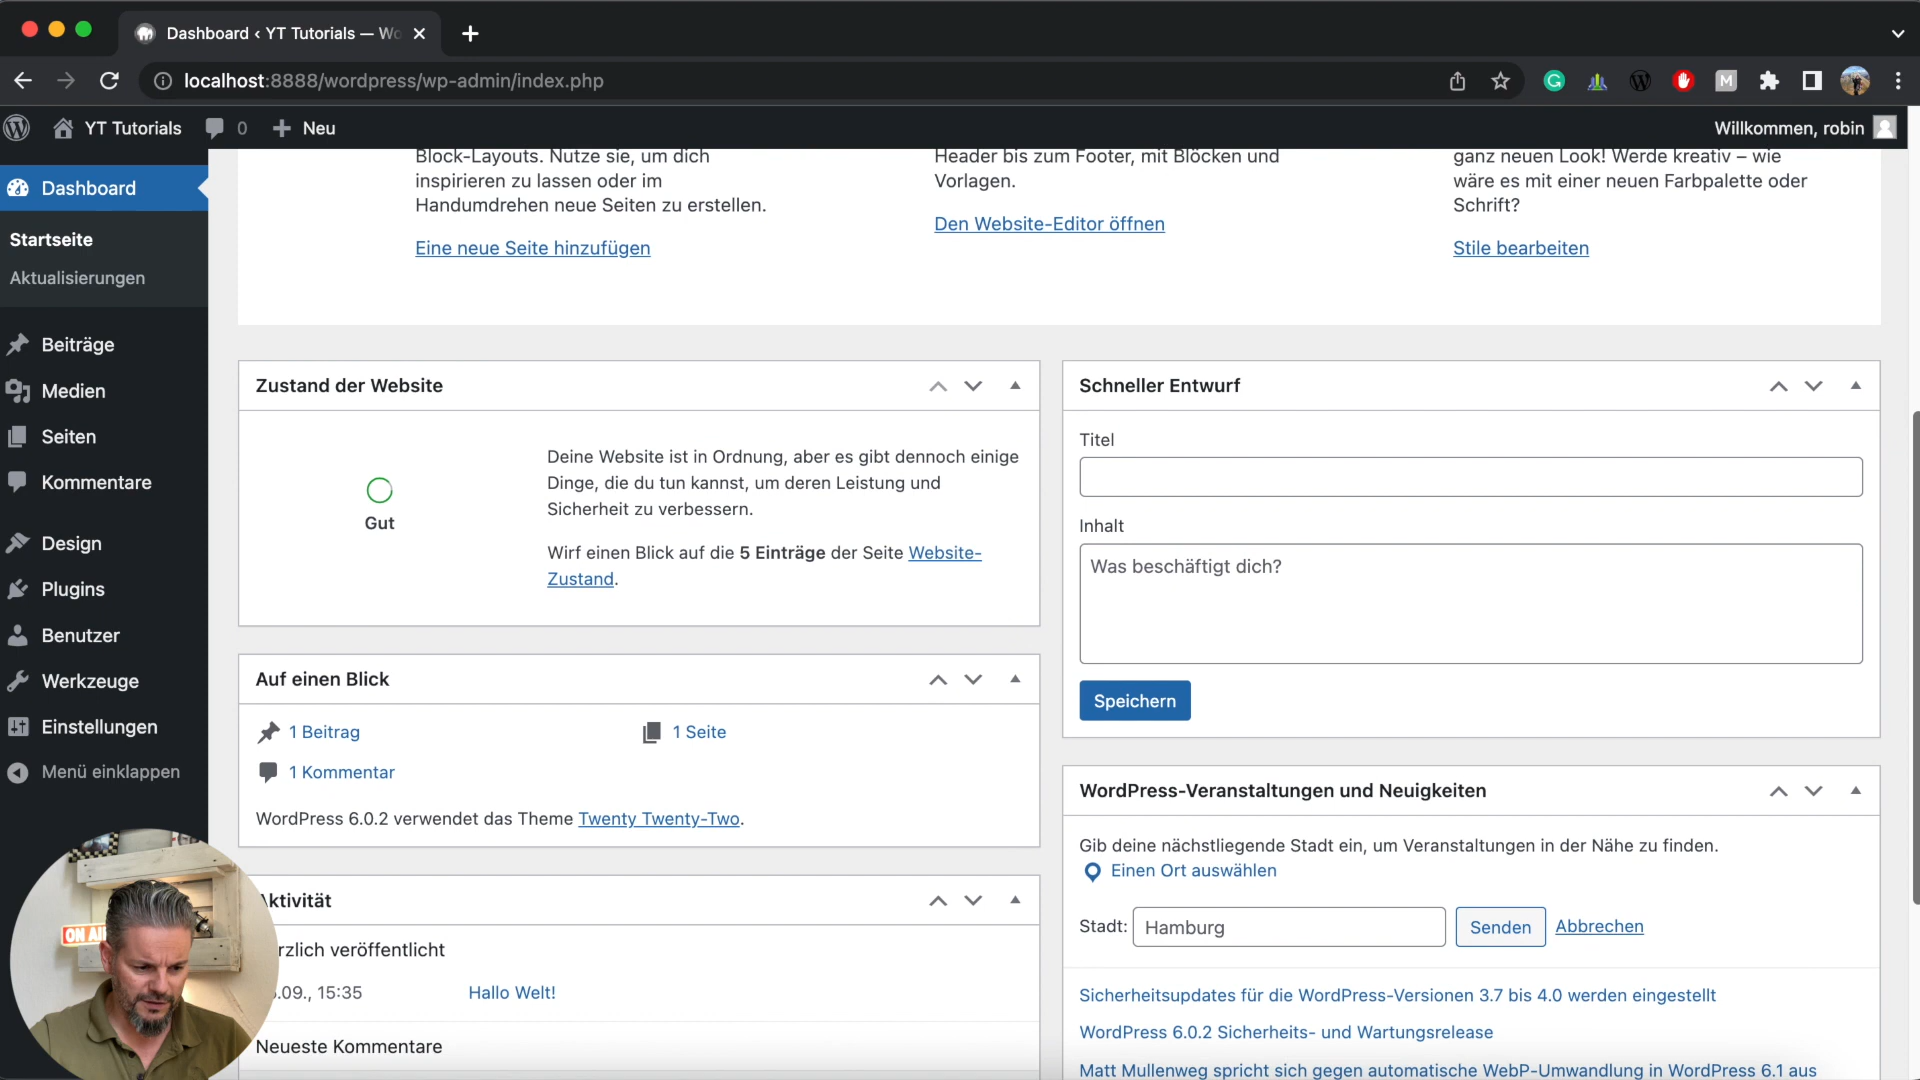 Dashboard ‹ YT Tutorials — Wo
localhost:8888/wordpress/wp-admin/index.php
YT Tutorials
0
Neu
Willkommen, robin
Dashboard
Startseite
Aktualisierungen
Beiträge
Medien
Seiten
Kommentare
Design
Plugins
Benutzer
Werkzeuge
Einstellungen
Menü einklappen
Block-Layouts. Nutze sie, um dich
inspirieren zu lassen oder im
Handumdrehen neue Seiten zu erstellen.
Eine neue Seite hinzufügen
Header bis zum Footer, mit Blöcken und
Vorlagen.
Den Website-Editor öffnen
ganz neuen Look! Werde kreativ – wie
wäre es mit einer neuen Farbpalette oder
Schrift?
Stile bearbeiten
Zustand der Website
Gut
Deine Website ist in Ordnung, aber es gibt dennoch einige
Dinge, die du tun kannst, um deren Leistung und
Sicherheit zu verbessern.
Wirf einen Blick auf die 5 Einträge der Seite Website-
Zustand.
Auf einen Blick
1 Beitrag
1 Seite
1 Kommentar
WordPress 6.0.2 verwendet das Theme Twenty Twenty-Two.
ktivität
rzlich veröffentlicht
.09., 15:35
Hallo Welt!
Neueste Kommentare
Schneller Entwurf
Titel
Inhalt
Was beschäftigt dich?
Speichern
WordPress-Veranstaltungen und Neuigkeiten
Gib deine nächstliegende Stadt ein, um Veranstaltungen in der Nähe zu finden.
Einen Ort auswählen
Stadt:
Hamburg
Senden
Abbrechen
Sicherheitsupdates für die WordPress-Versionen 3.7 bis 4.0 werden eingestellt
WordPress 6.0.2 Sicherheits- und Wartungsrelease
Matt Mullenweg spricht sich gegen automatische WebP-Umwandlung in WordPress 6.1 aus
ON AI